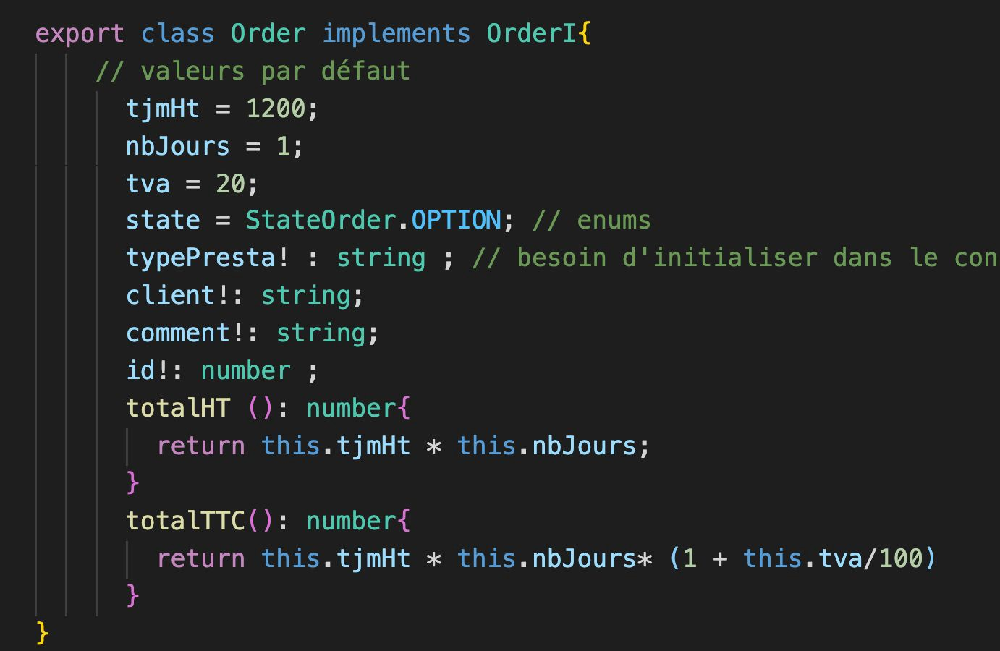 export class Order implements OrderI{
// valeurs par défaut
tjmHt = 1200;
nbJours = 1;
tva = 20;
state = StateOrder.OPTION; // enums
typePresta! : string ; // besoin d'initialiser dans le con
client!: string;
comment!: string;
id!: number ;
totalHT (): number{
return this.tjmHt * this.nbJours;
}
totalTTC(): number{
return this.tjmHt * this.nbJours* (1 + this.tva/100)
}
}